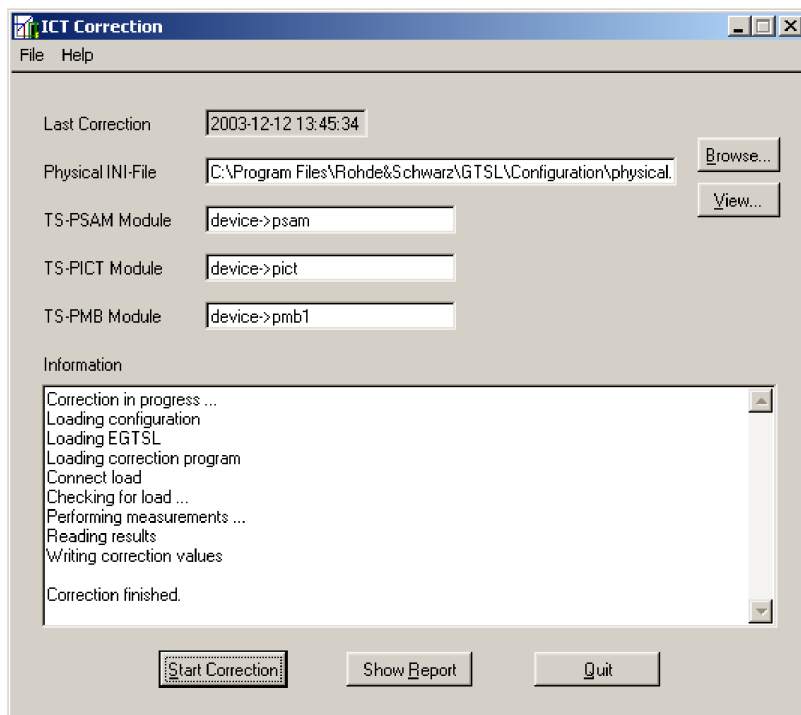 ICT Correction
File Help
Last Correction 2003-12-12 13:45:34
Physical INI-File C:\Program Files\Rohde&Schwarz\GTSL\Configuration\physical. Browse...
View...
TS-PSAM Module device->psam
TS-PICT Module device->pict
TS-PMB Module device->pmb1
Information
Correction in progress ...
Loading configuration
Loading EGTSL
Loading correction program
Connect load
Checking for load ...
Performing measurements ...
Reading results
Writing correction values
Correction finished.
Start Correction Show Report Quit